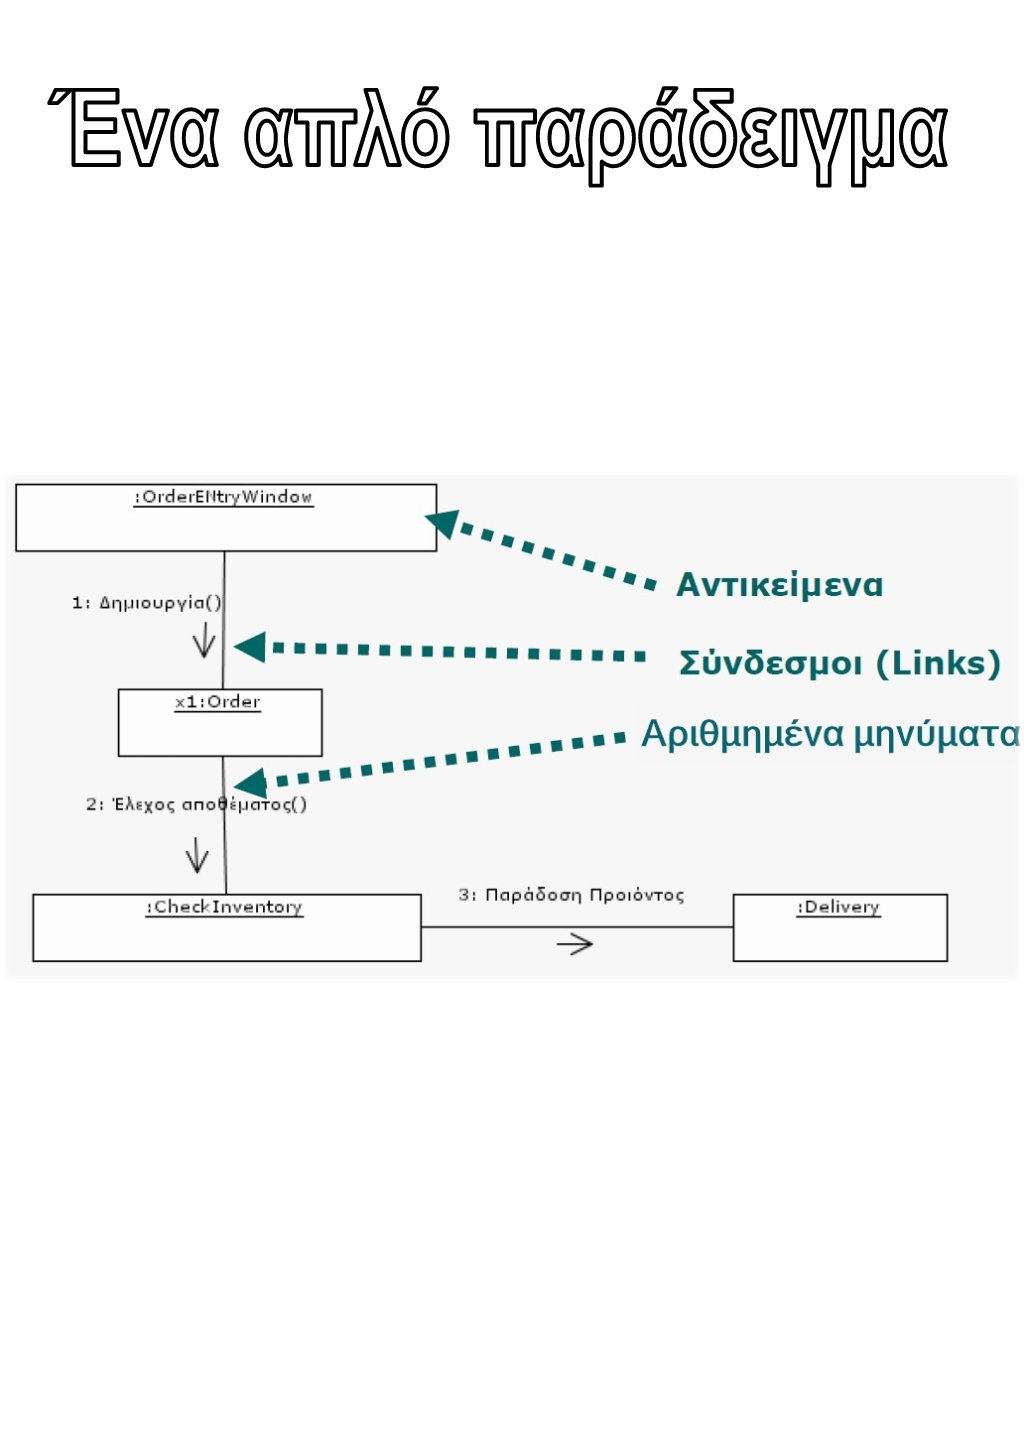 Ένα απλό παράδειγμα
:OrderENtryWindow
Αντικείμενα
1: Δημιουργία()
Σύνδεσμοι (Links)
x1:Order
Αριθμημένα μηνύματα
2: Έλεχος αποθέματος()
3: Παράδοση Προιόντος
:CheckInventory
:Delivery